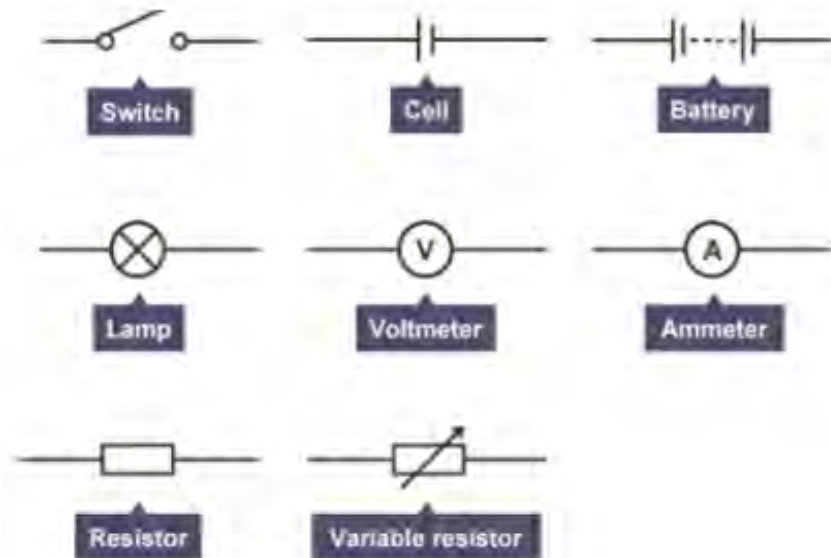 Switch
Cell
Battery
V
A
Lamp
Voltmeter
Ammeter
Resistor
Variable resistor